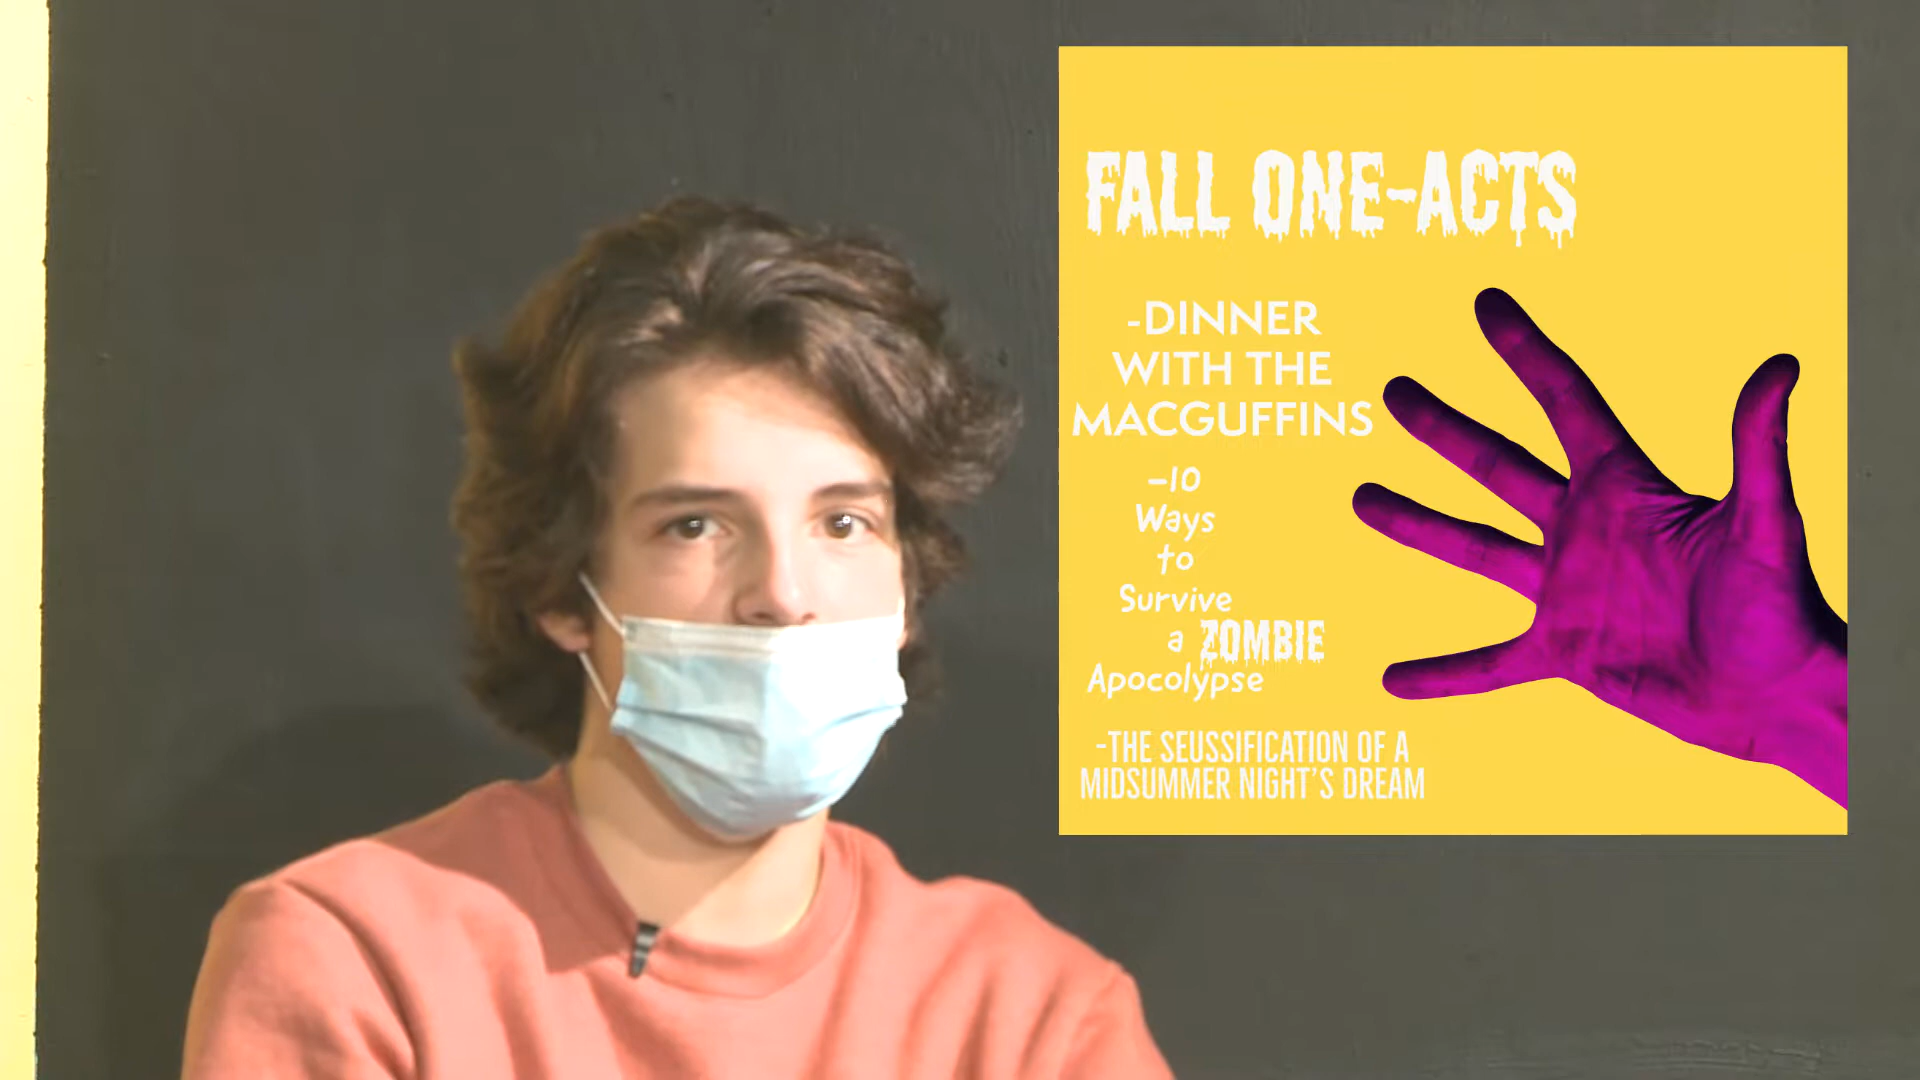 FALL ONE-ACTS
-DINNER
WITH THE
MACGUFFINS
-10
Ways
to
Survive
a ZOMBIE
Apocolypse
-THE SEUSSIFICATION OF A
MIDSUMMER NIGHT'S DREAM